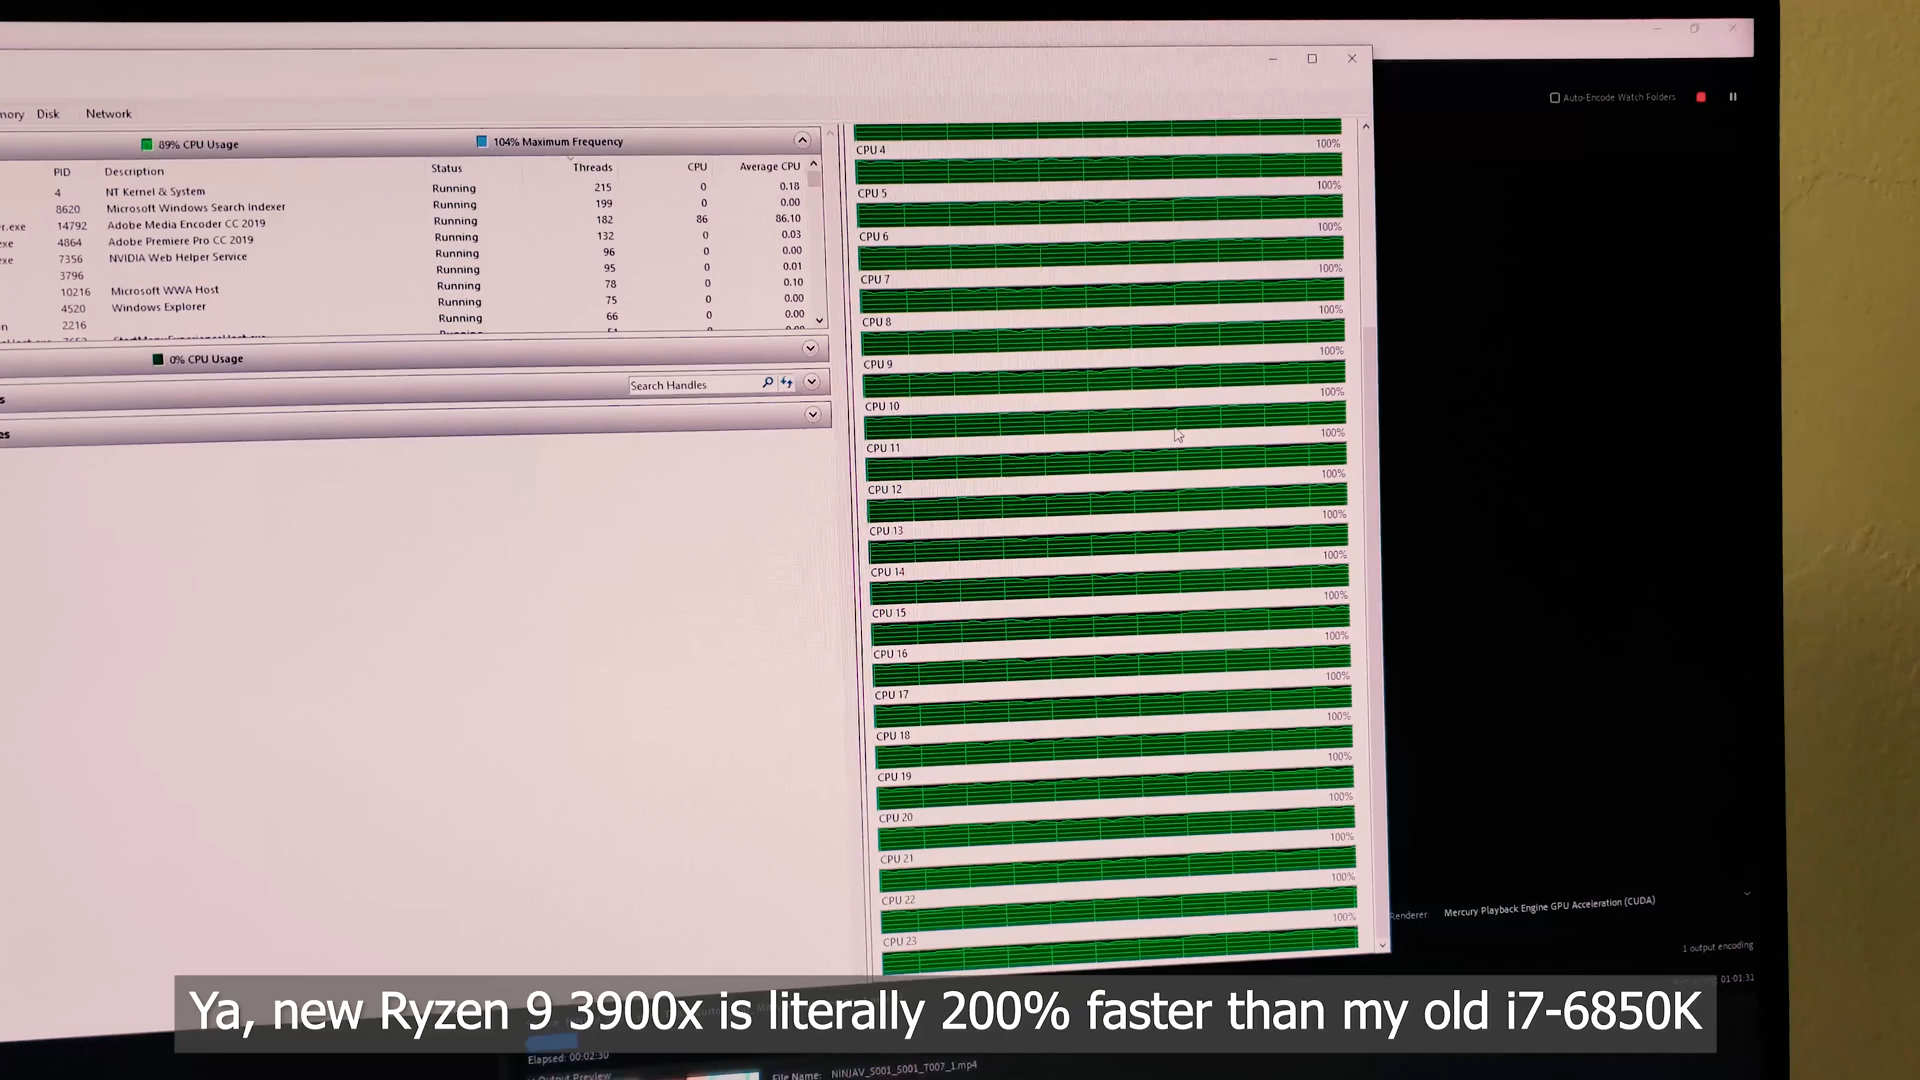 Auto-Encode Watch Folders
Disk Network
89% CPU Usage 104% Maximum Frequency
PID Description Status Threads CPU Average CPU
4 NT Kernel & System Running 215 0 0.18
8620 Microsoft Windows Search Indexer Running 199 0 0.00
r.exe 14792 Adobe Media Encoder CC 2019 Running 182 86 86.10
exe 4864 Adobe Premiere Pro CC 2019 Running 132 0 0.03
exe 7356 NVIDIA Web Helper Service Running 96 0 0.00
3796 Running 95 0 0.01
10216 Microsoft WWA Host Running 78 0 0.10
4520 Windows Explorer Running 75 0 0.00
n 2216 Running 66 0 0.00
0% CPU Usage
Search Handles
s
es
100%
CPU 4
100%
CPU 5
100%
CPU 6
100%
CPU 7
100%
CPU 8
100%
CPU 9
100%
CPU 10
100%
CPU 11
100%
CPU 12
100%
CPU 13
100%
CPU 14
100%
CPU 15
100%
CPU 16
100%
CPU 17
100%
CPU 18
100%
CPU 19
100%
CPU 20
100%
CPU 21
100%
CPU 22
100%
CPU 23
Renderer: Mercury Playback Engine GPU Acceleration (CUDA)
1 output encoding
01:01:31
Ya, new Ryzen 9 3900x is literally 200% faster than my old i7-6850K
Elapsed: 00:02:30
Output Preview
File Name: NINJAV_S001_S001_T007_1.mp4